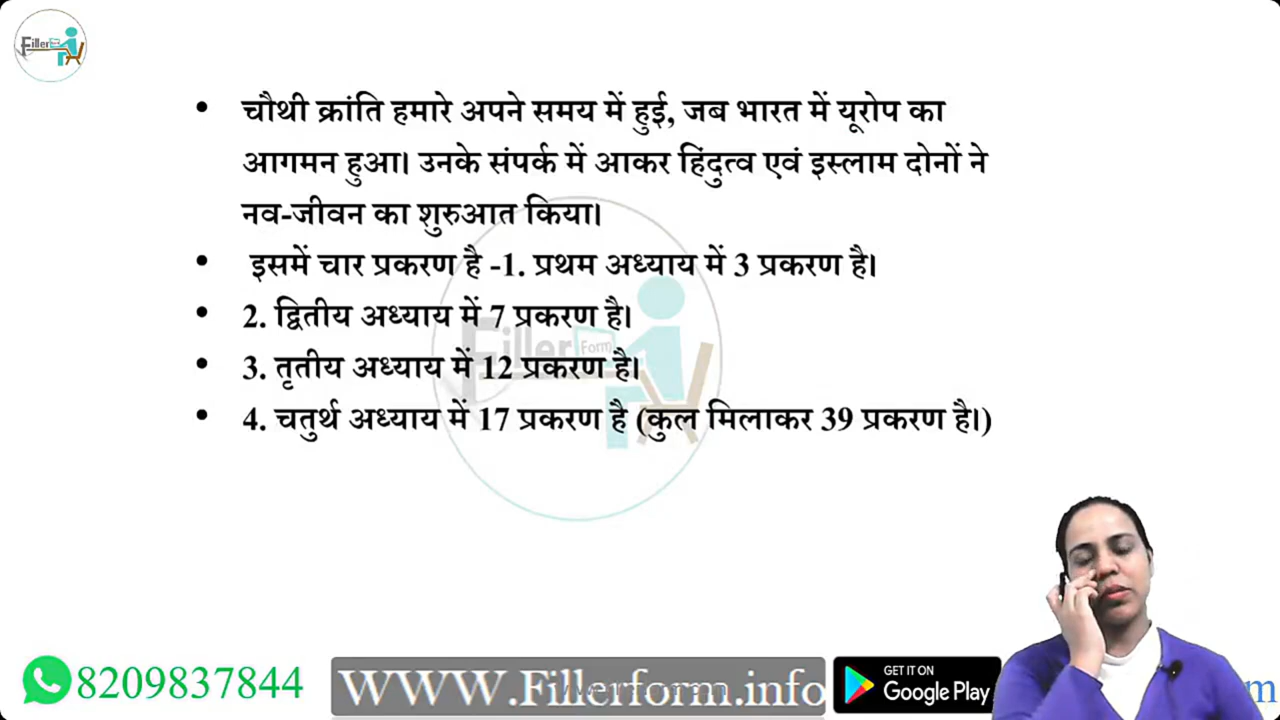 Fillerform
• चौथी क्रांति हमारे अपने समय में हुई, जब भारत में यूरोप का
आगमन हुआ। उनके संपर्क में आकर हिंदुत्व एवं इस्लाम दोनों ने
नव-जीवन का शुरुआत किया।
• इसमें चार प्रकरण है -1. प्रथम अध्याय में 3 प्रकरण है।
• 2. द्वितीय अध्याय में 7 प्रकरण है।
Filler Form
• 3. तृतीय अध्याय में 12 प्रकरण है।
• 4. चतुर्थ अध्याय में 17 प्रकरण है (कुल मिलाकर 39 प्रकरण है।)
8209837844
WWW.Fillerform.info
GET IT ON
Google Play
m